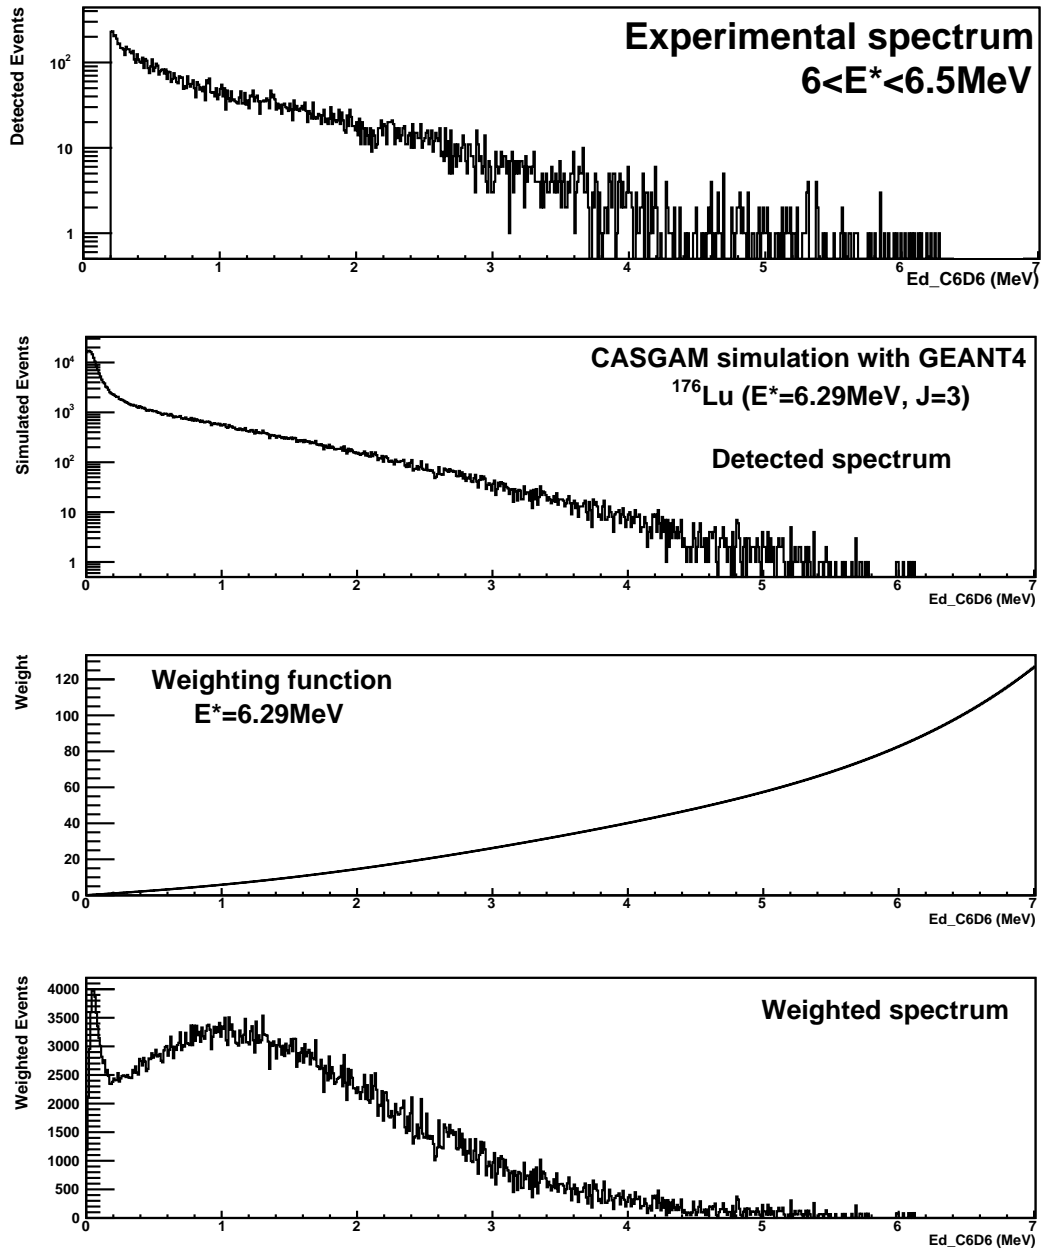 Experimental spectrum
6<E*<6.5MeV
Detected Events
10²
10
1
0 1 2 3 4 5 6 7
Ed_C6D6 (MeV)
CASGAM simulation with GEANT4
¹⁷⁶Lu (E*=6.29MeV, J=3)
Detected spectrum
Simulated Events
10⁴
10³
10²
10
1
0 1 2 3 4 5 6 7
Ed_C6D6 (MeV)
Weighting function
E*=6.29MeV
Weight
120
100
80
60
40
20
0
0 1 2 3 4 5 6 7
Ed_C6D6 (MeV)
Weighted spectrum
Weighted Events
4000
3500
3000
2500
2000
1500
1000
500
0
0 1 2 3 4 5 6 7
Ed_C6D6 (MeV)